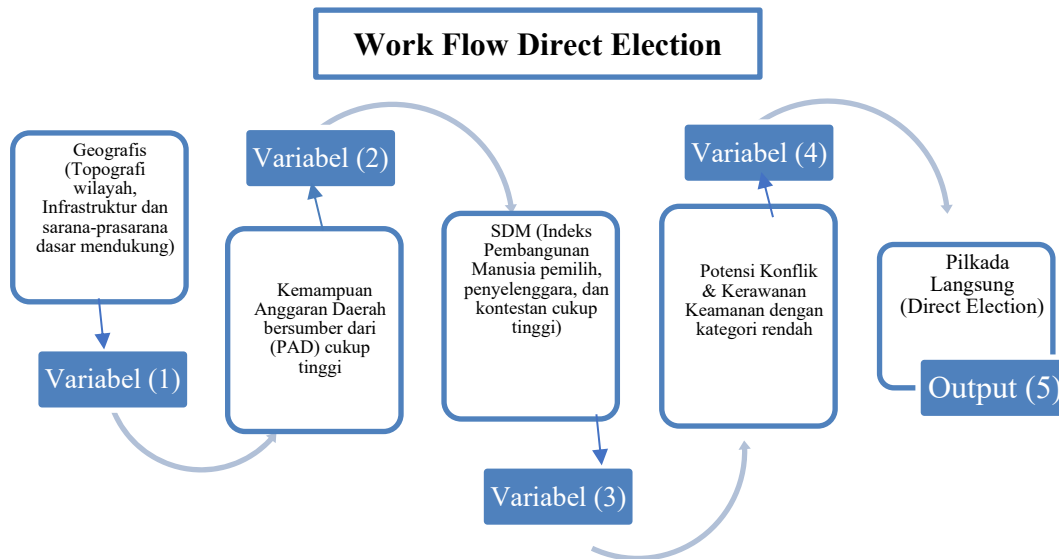 Work Flow Direct Election
Geografis
(Topografi
wilayah,
Infrastruktur dan
sarana-prasarana
dasar mendukung)
Variabel (1)
Variabel (2)
Kemampuan
Anggaran Daerah
bersumber dari
(PAD) cukup
tinggi
SDM (Indeks
Pembangunan
Manusia pemilih,
penyelenggara, dan
kontestan cukup
tinggi)
Variabel (3)
Variabel (4)
Potensi Konflik
& Kerawanan
Keamanan dengan
kategori rendah
Pilkada
Langsung
(Direct Election)
Output (5)